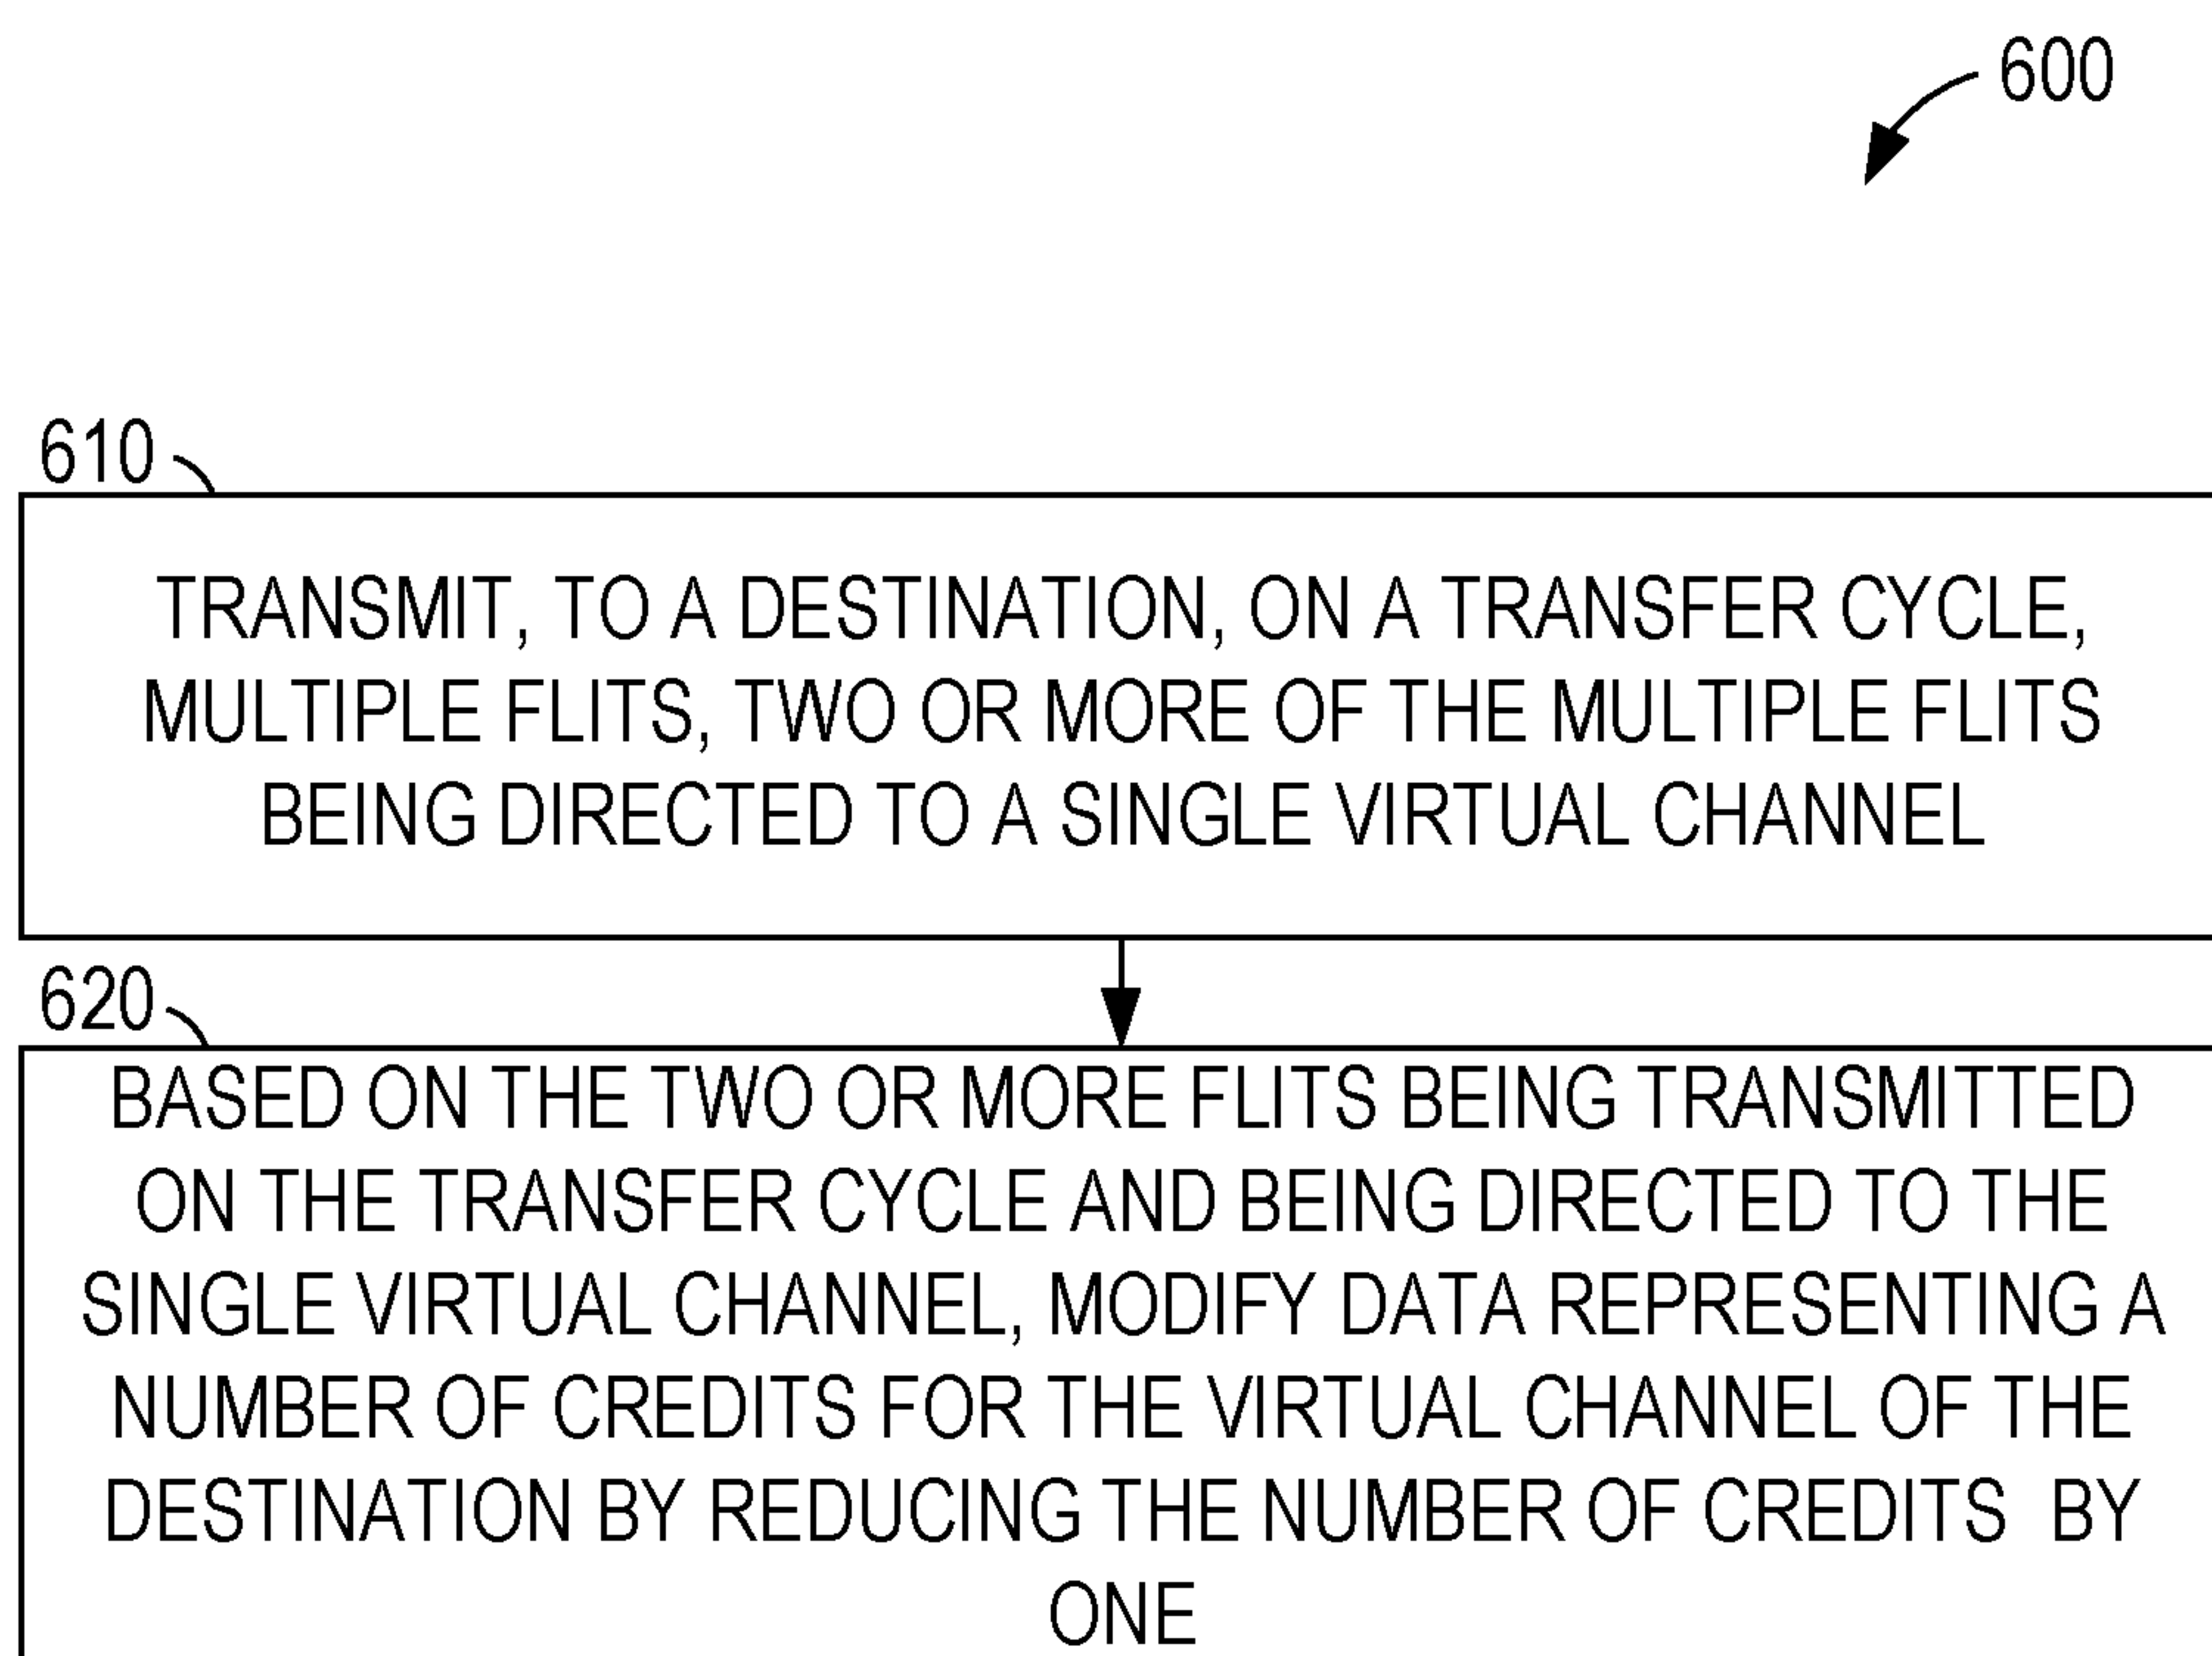 600
610
TRANSMIT, TO A DESTINATION, ON A TRANSFER CYCLE,
MULTIPLE FLITS, TWO OR MORE OF THE MULTIPLE FLITS
BEING DIRECTED TO A SINGLE VIRTUAL CHANNEL
620
BASED ON THE TWO OR MORE FLITS BEING TRANSMITTED
ON THE TRANSFER CYCLE AND BEING DIRECTED TO THE
SINGLE VIRTUAL CHANNEL, MODIFY DATA REPRESENTING A
NUMBER OF CREDITS FOR THE VIRTUAL CHANNEL OF THE
DESTINATION BY REDUCING THE NUMBER OF CREDITS  BY
ONE